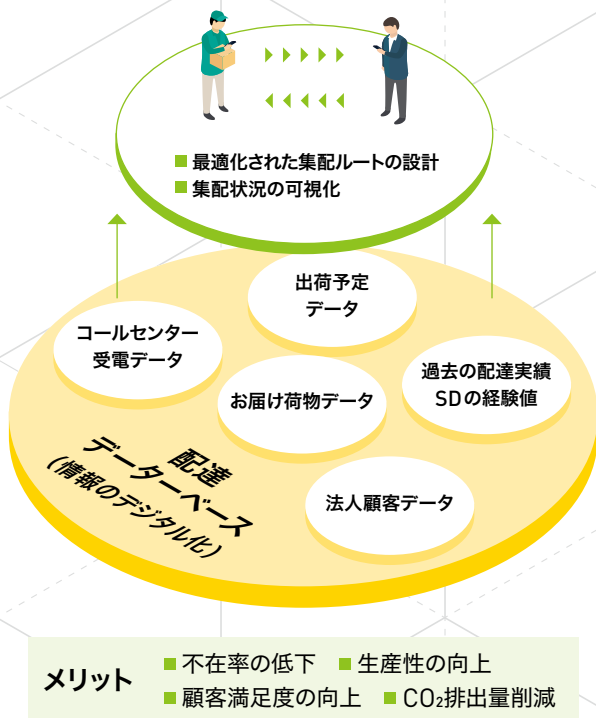 ■ 最適化された集配ルートの設計
■ 集配状況の可視化
出荷予定
データ
コールセンター
受電データ
過去の配達実績
SDの経験値
お届け荷物データ
配達
データーベース
(情報のデジタル化)
法人顧客データ
メリット
■ 不在率の低下 ■ 生産性の向上
■ 顧客満足度の向上 ■ CO₂排出量削減